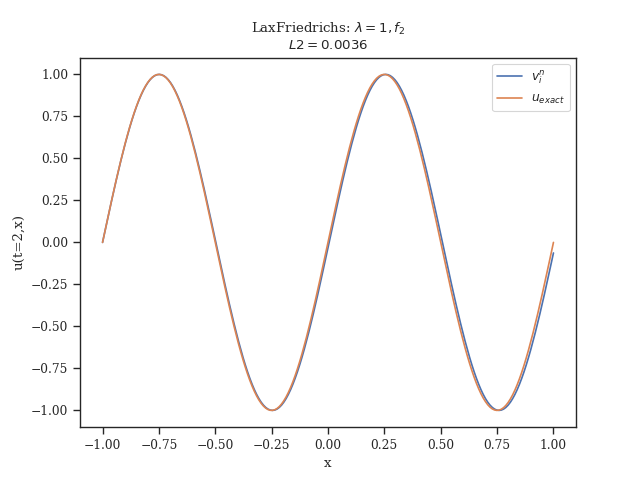 LaxFriedrichs: λ = 1, f₂
L2 = 0.0036
1.00
0.75
0.50
0.25
0.00
−0.25
−0.50
−0.75
−1.00
u(t=2,x)
vᵢⁿ
u_exact
−1.00 −0.75 −0.50 −0.25 0.00 0.25 0.50 0.75 1.00
x